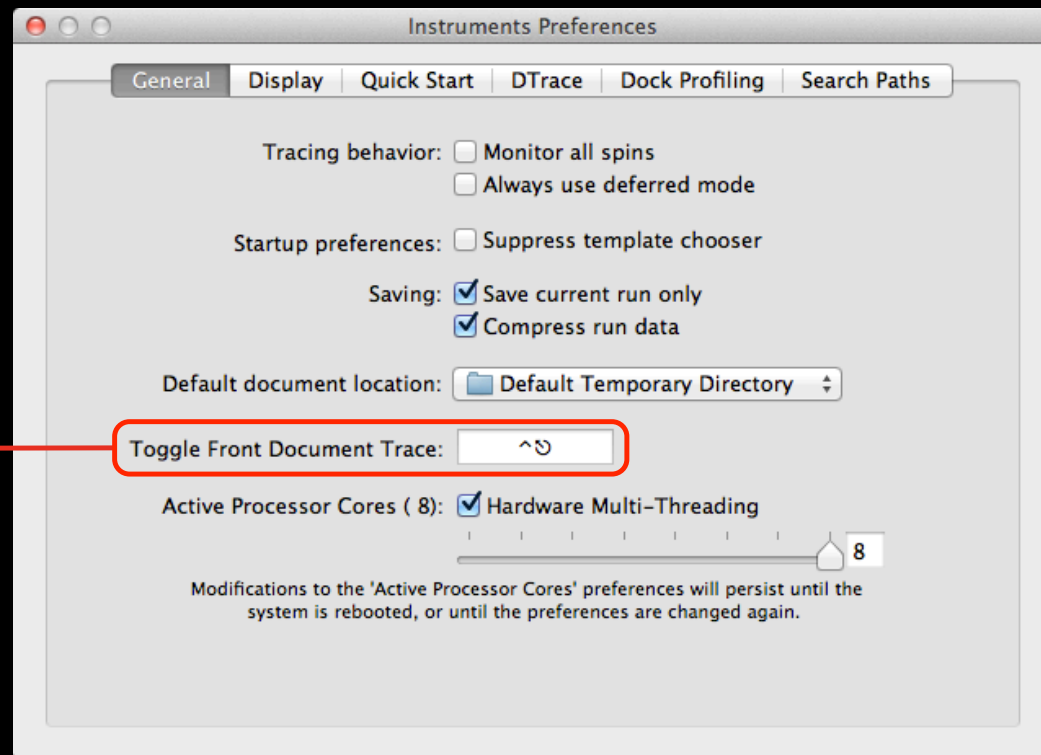 Instruments Preferences
General Display Quick Start DTrace Dock Profiling Search Paths
Tracing behavior: Monitor all spins
Always use deferred mode
Startup preferences: Suppress template chooser
Saving: Save current run only
Compress run data
Default document location: Default Temporary Directory
Toggle Front Document Trace: ^⎋
Active Processor Cores ( 8): Hardware Multi-Threading
8
Modifications to the 'Active Processor Cores' preferences will persist until the
system is rebooted, or until the preferences are changed again.